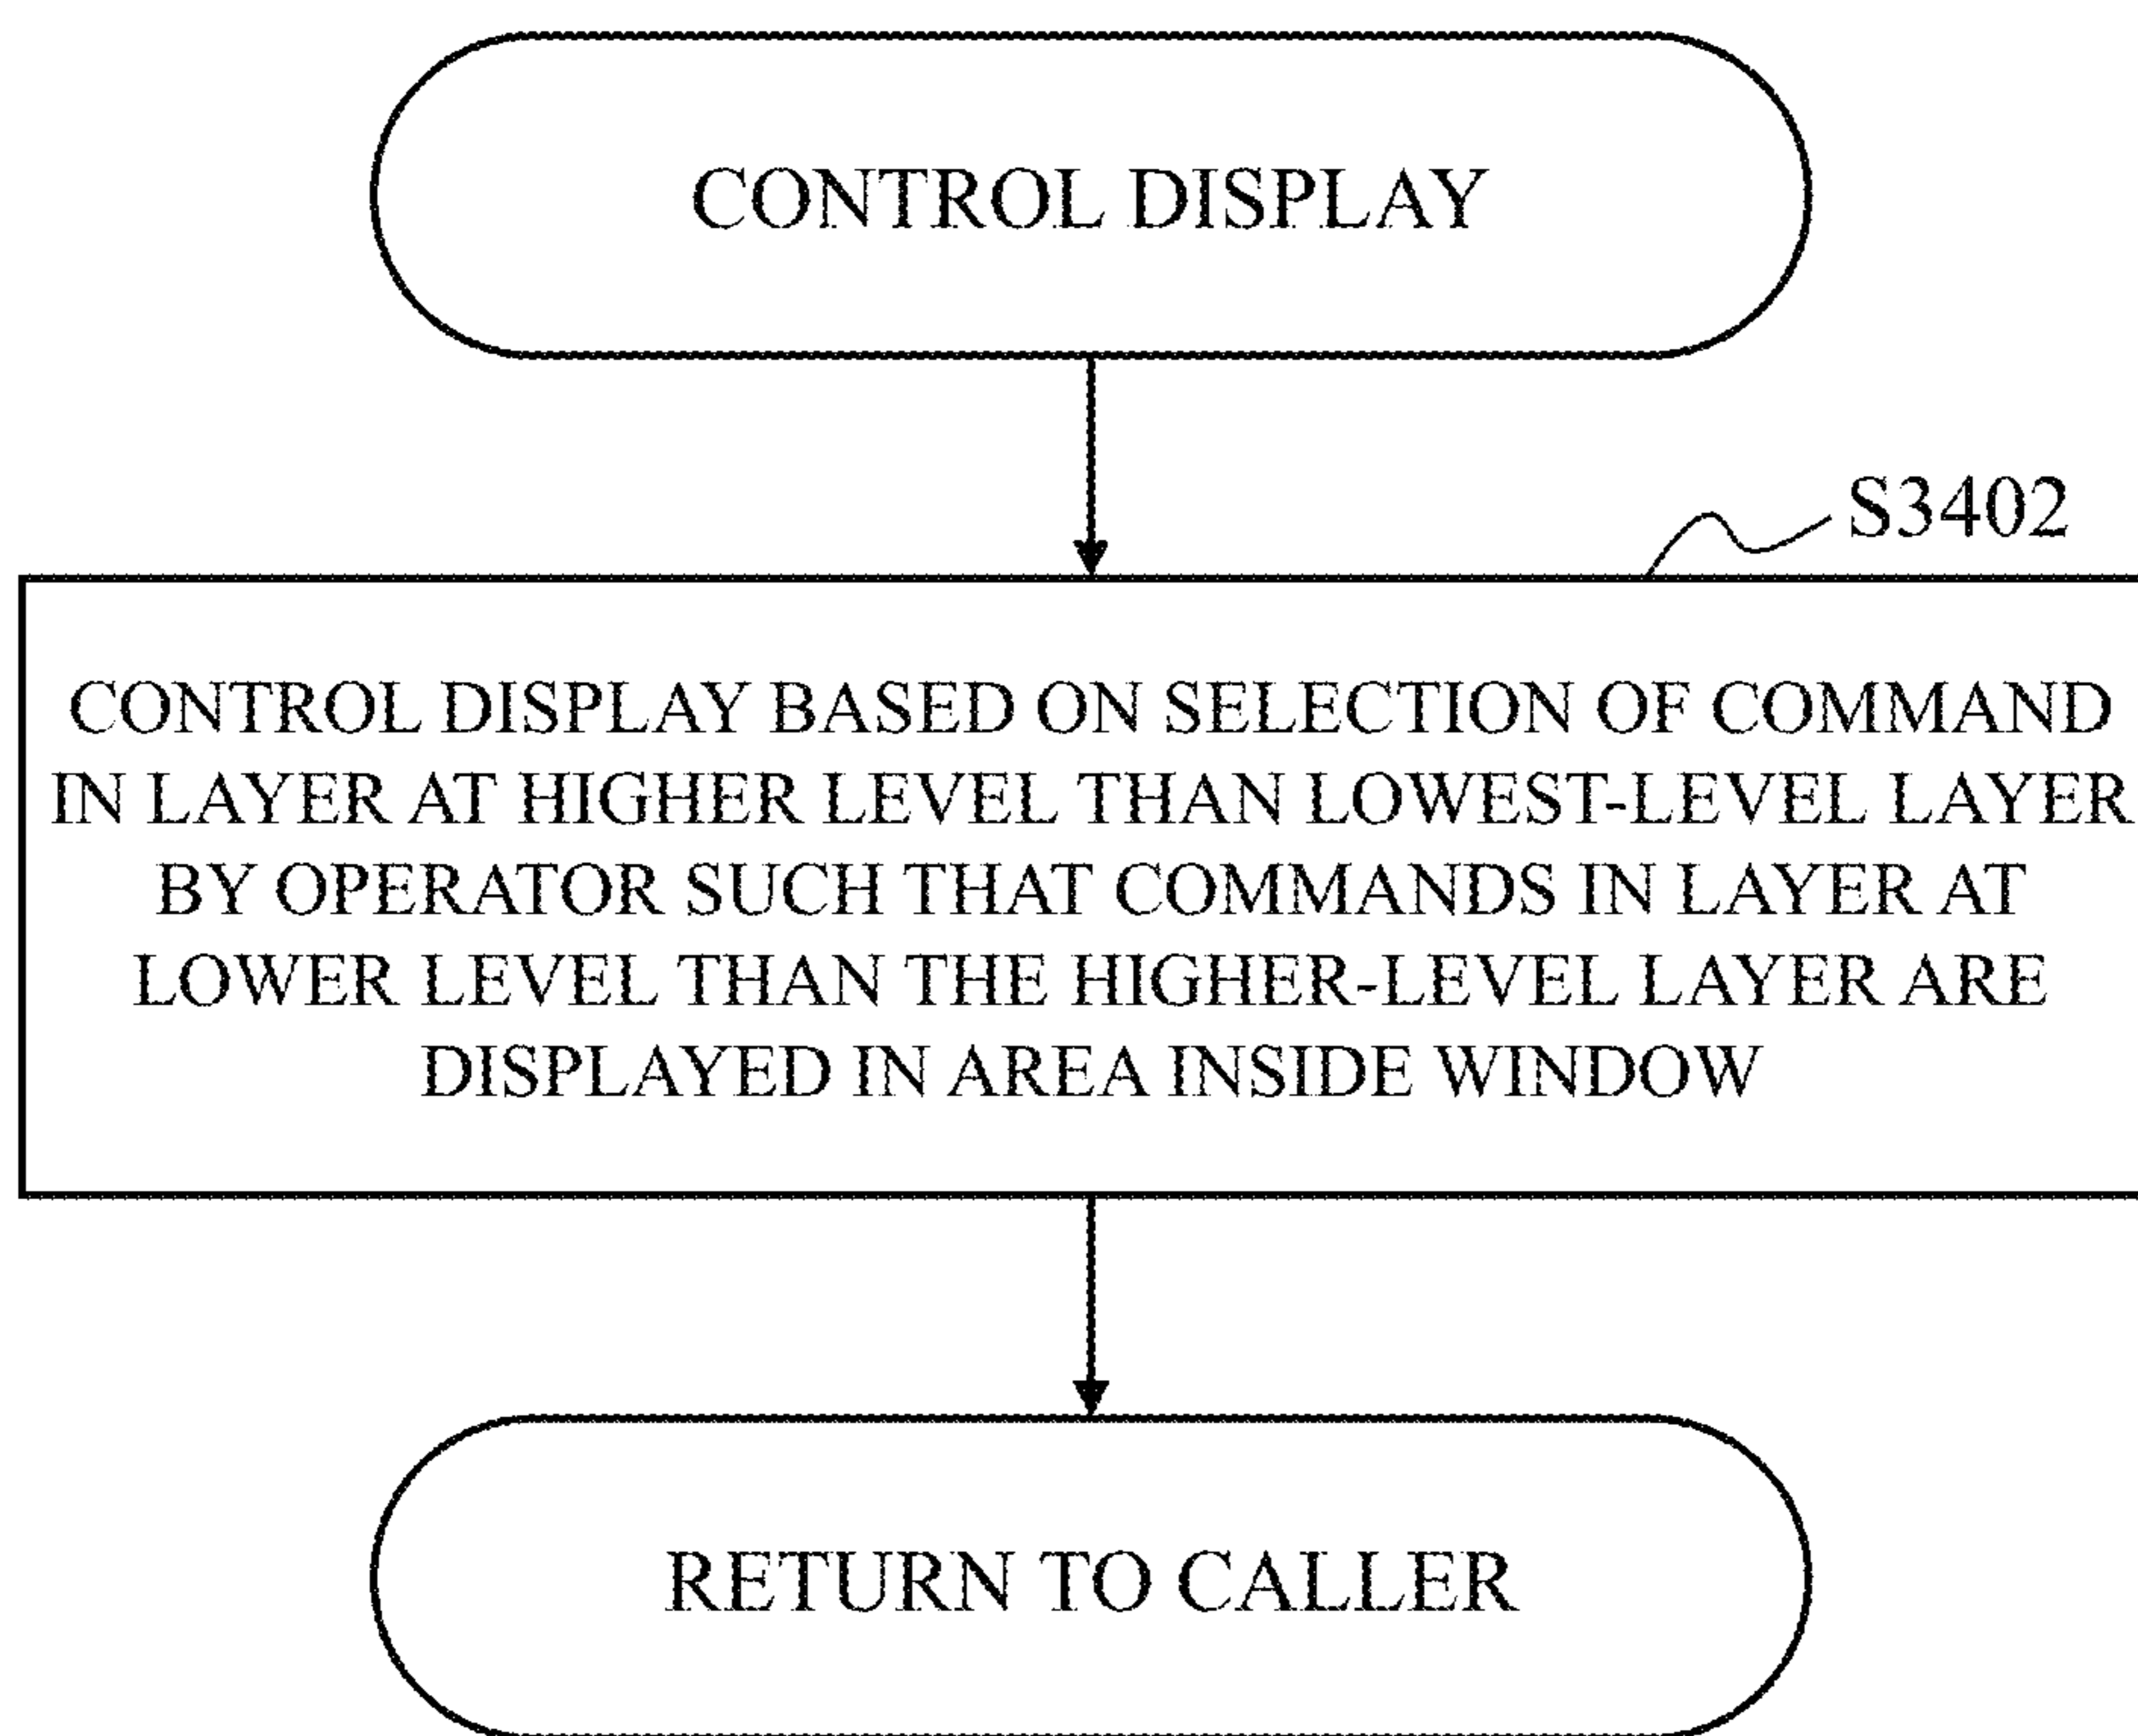 CONTROL DISPLAY
S3402
CONTROL DISPLAY BASED ON SELECTION OF COMMAND
IN LAYER AT HIGHER LEVEL THAN LOWEST-LEVEL LAYER
BY OPERATOR SUCH THAT COMMANDS IN LAYER AT
LOWER LEVEL THAN THE HIGHER-LEVEL LAYER ARE
DISPLAYED IN AREA INSIDE WINDOW
RETURN TO CALLER